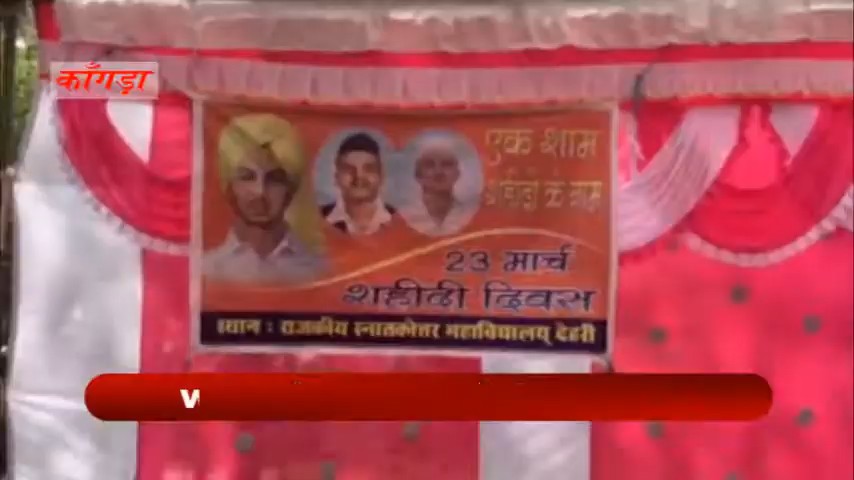 काँगड़ा
एक शाम
शहीदों के नाम
23 मार्च
शहीदी दिवस
स्थान : राजकीय स्नातकोत्तर महाविद्यालय देहरी